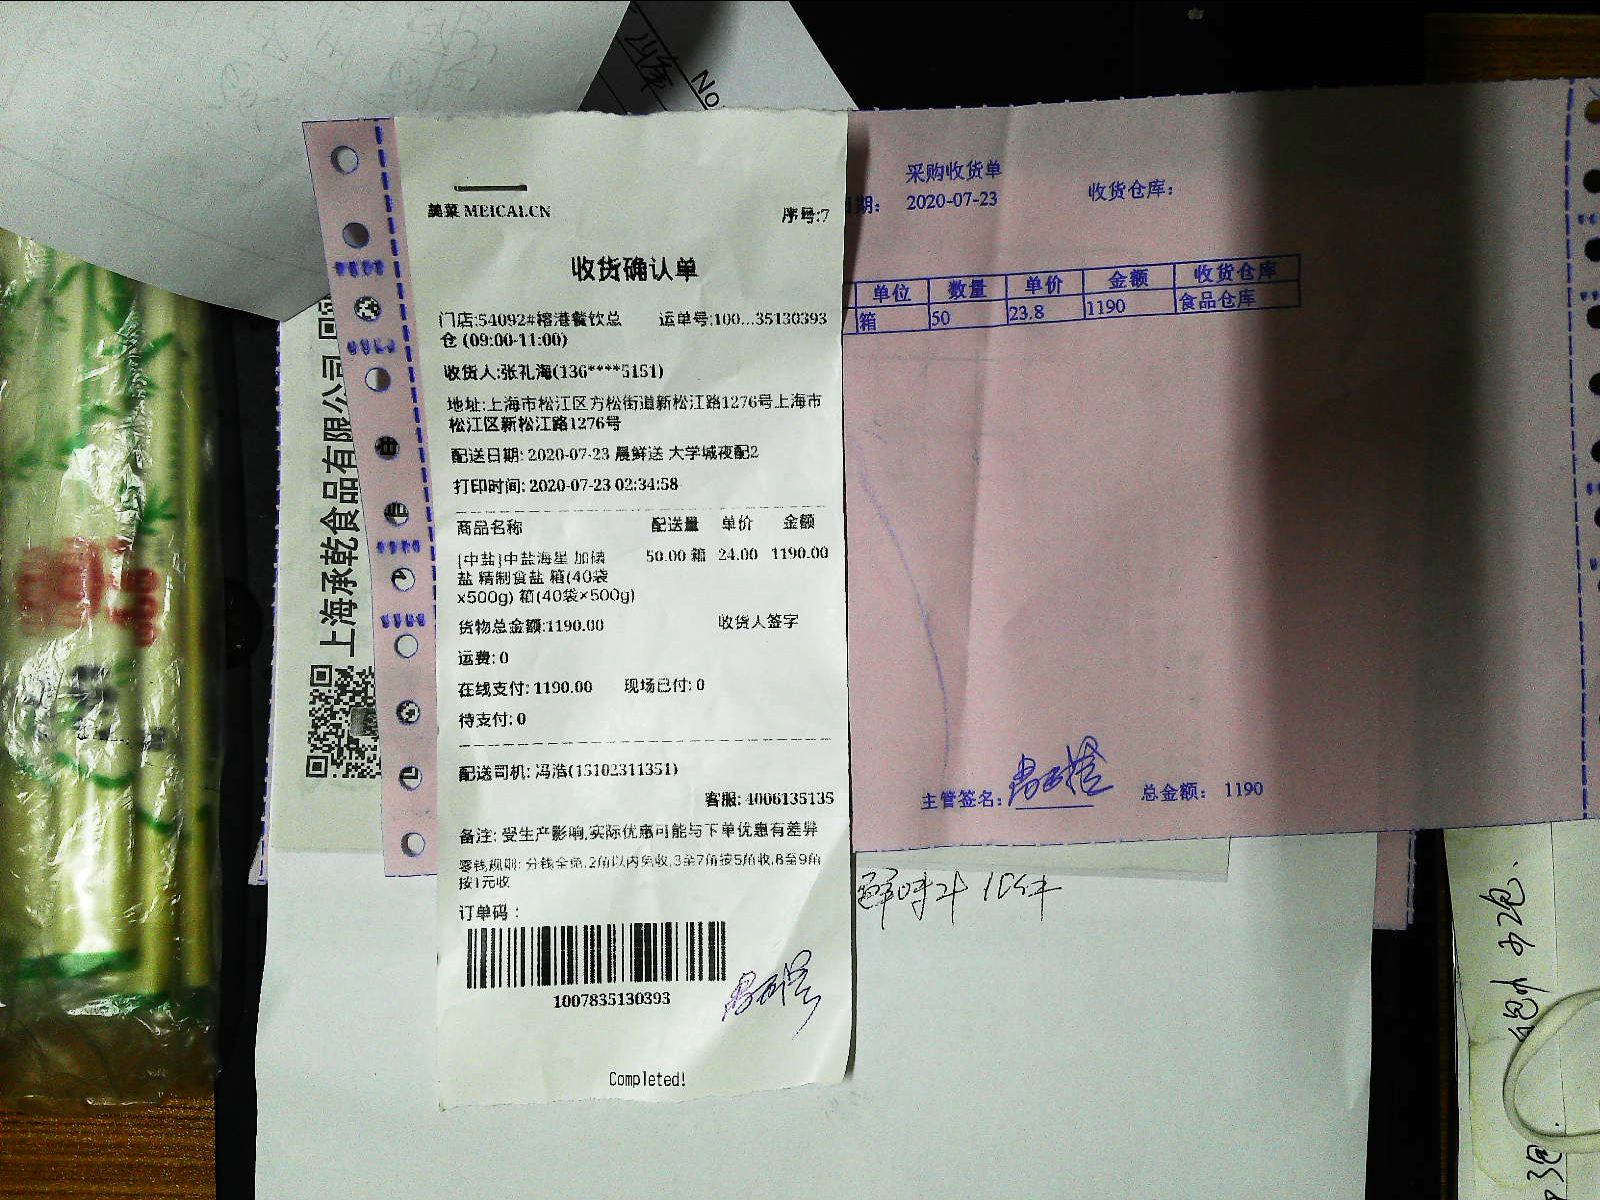 美菜 MEICAI.CN
序号:7
收货确认单
门店:54092#榕港餐饮总
仓 (09:00-11:00)
运单号:100...35130393
收货人:张礼海(136****5151)
地址:上海市松江区方松街道新松江路1276号上海市
松江区新松江路1276号
配送日期: 2020-07-23 晨鲜送 大学城夜配2
打印时间: 2020-07-23 02:34:58
商品名称 配送量 单价 金额
[中盐]中盐海星 加碘 50.00 箱 24.00 1190.00
盐 精制食盐 箱(40袋
x500g) 箱(40袋×500g)
货物总金额:1190.00 收货人签字
运费: 0
在线支付: 1190.00 现场已付: 0
待支付: 0
配送司机: 冯浩(15102311351)
客服: 4006135135
备注: 受生产影响,实际优惠可能与下单优惠有差异
零钱规则: 分钱全免,2角以内免收,3至7角按5角收,8至9角
按1元收
订单码:
1007835130393
Completed!
采购收货单
期: 2020-07-23 收货仓库:
单位 数量 单价 金额 收货仓库
箱 50 23.8 1190 食品仓库
主管签名: 总金额: 1190
上海承乾食品有限公司
No